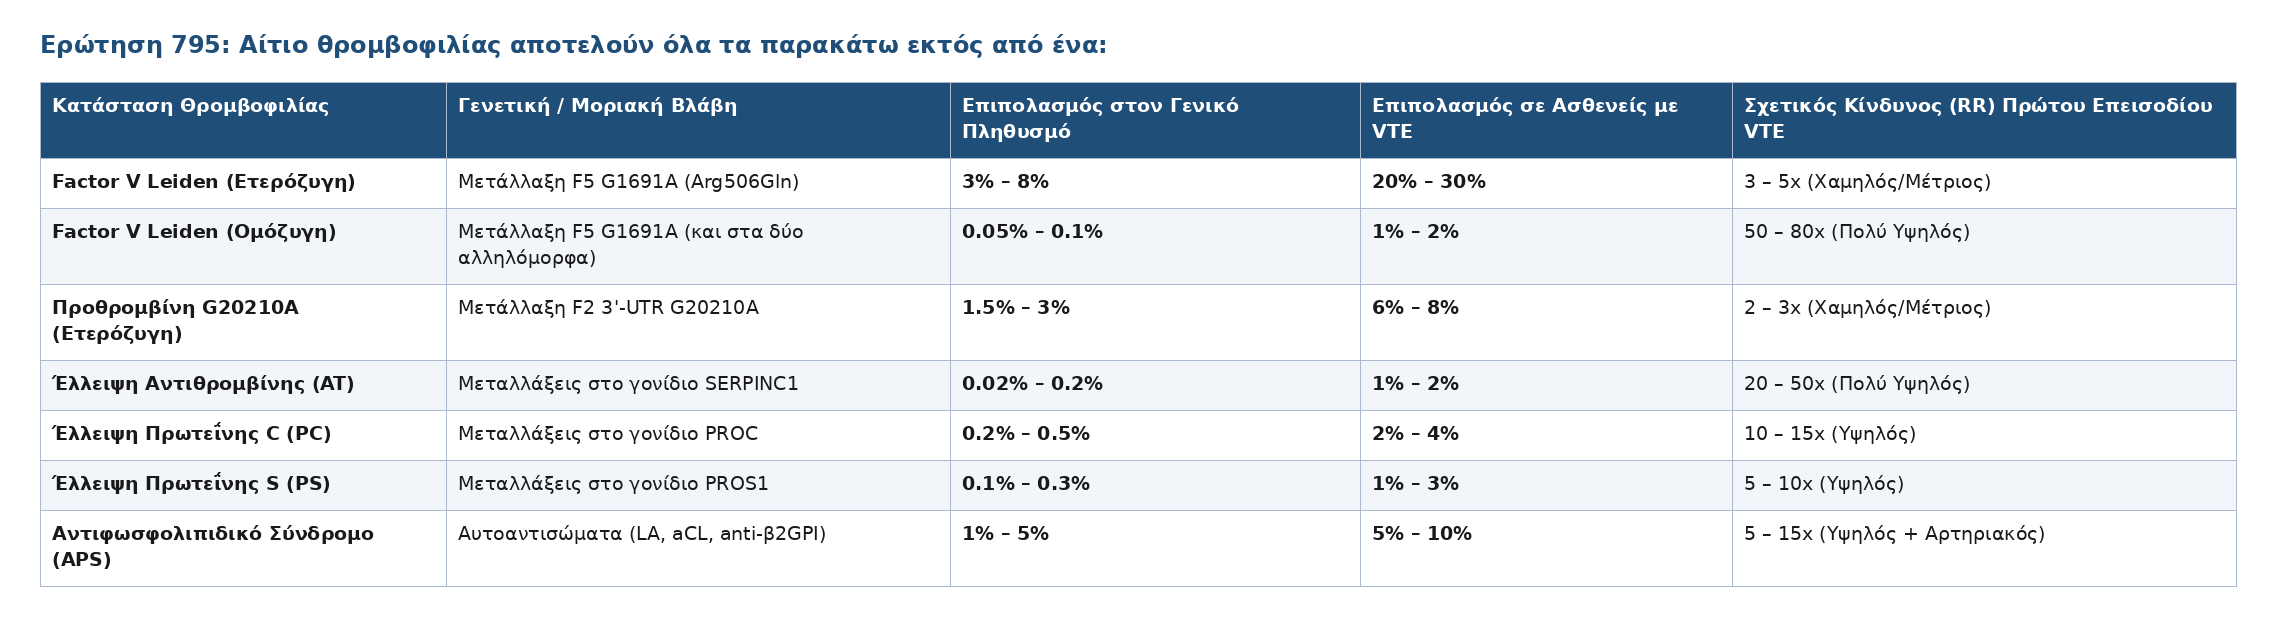 Ερώτηση 795: Αίτιο θρομβοφιλίας αποτελούν όλα τα παρακάτω εκτός από ένα:
Κατάσταση Θρομβοφιλίας
Γενετική / Μοριακή Βλάβη
Επιπολασμός στον Γενικό
Πληθυσμό
Επιπολασμός σε Ασθενείς με
VTE
Σχετικός Κίνδυνος (RR) Πρώτου Επεισοδίου
VTE
Factor V Leiden (Ετερόζυγη)
Μετάλλαξη F5 G1691A (Arg506Gln)
3% – 8%
20% – 30%
3 – 5x (Χαμηλός/Μέτριος)
Factor V Leiden (Ομόζυγη)
Μετάλλαξη F5 G1691A (και στα δύο
αλληλόμορφα)
0.05% – 0.1%
1% – 2%
50 – 80x (Πολύ Υψηλός)
Προθρομβίνη G20210A
(Ετερόζυγη)
Μετάλλαξη F2 3'-UTR G20210A
1.5% – 3%
6% – 8%
2 – 3x (Χαμηλός/Μέτριος)
Έλλειψη Αντιθρομβίνης (AT)
Μεταλλάξεις στο γονίδιο SERPINC1
0.02% – 0.2%
1% – 2%
20 – 50x (Πολύ Υψηλός)
Έλλειψη Πρωτεΐνης C (PC)
Μεταλλάξεις στο γονίδιο PROC
0.2% – 0.5%
2% – 4%
10 – 15x (Υψηλός)
Έλλειψη Πρωτεΐνης S (PS)
Μεταλλάξεις στο γονίδιο PROS1
0.1% – 0.3%
1% – 3%
5 – 10x (Υψηλός)
Αντιφωσφολιπιδικό Σύνδρομο
(APS)
Αυτοαντισώματα (LA, aCL, anti-β2GPI)
1% – 5%
5% – 10%
5 – 15x (Υψηλός + Αρτηριακός)